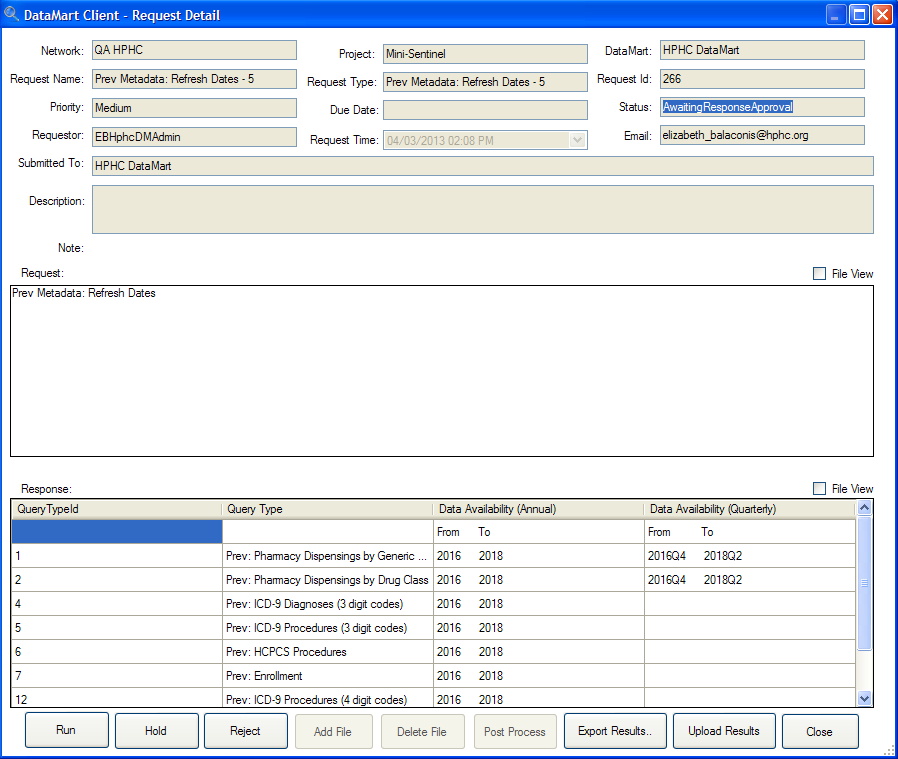 DataMart Client - Request Detail
Network: QA HPHC Project: Mini-Sentinel DataMart: HPHC DataMart
Request Name: Prev Metadata: Refresh Dates - 5 Request Type: Prev Metadata: Refresh Dates - 5 Request Id: 266
Priority: Medium Due Date: Status: AwaitingResponseApproval
Requestor: EBHphcDMAdmin Request Time: 04/03/2013 02:08 PM Email: elizabeth_balaconis@hphc.org
Submitted To: HPHC DataMart
Description:
Note:
Request: File View
Prev Metadata: Refresh Dates
Response: File View
QueryTypeId Query Type Data Availability (Annual) Data Availability (Quarterly)
From To From To
1 Prev: Pharmacy Dispensings by Generic ... 2016 2018 2016Q4 2018Q2
2 Prev: Pharmacy Dispensings by Drug Class 2016 2018 2016Q4 2018Q2
4 Prev: ICD-9 Diagnoses (3 digit codes) 2016 2018
5 Prev: ICD-9 Procedures (3 digit codes) 2016 2018
6 Prev: HCPCS Procedures 2016 2018
7 Prev: Enrollment 2016 2018
12 Prev: ICD-9 Procedures (4 digit codes) 2016 2018
Run Hold Reject Add File Delete File Post Process Export Results.. Upload Results Close